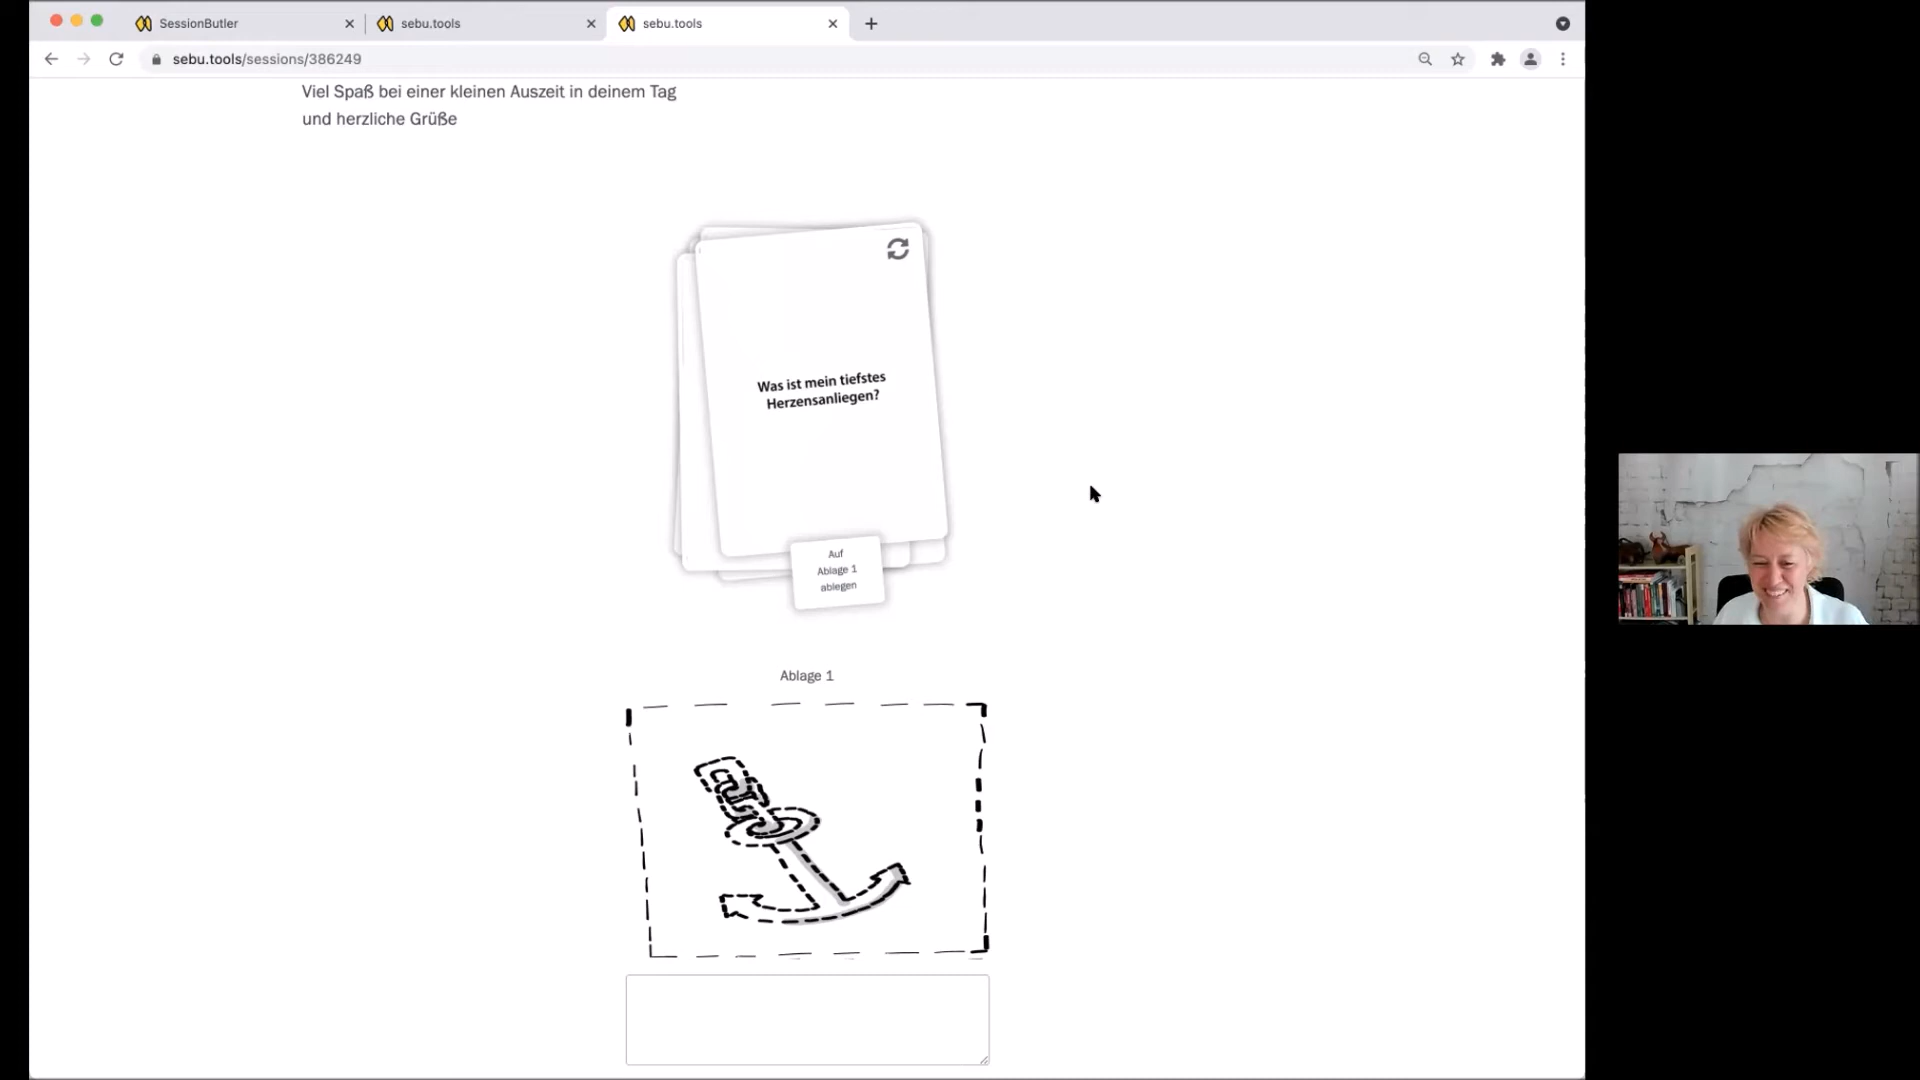 SessionButler
sebu.tools
sebu.tools
sebu.tools/sessions/386249
Viel Spaß bei einer kleinen Auszeit in deinem Tag
und herzliche Grüße
Was ist mein tiefstes
Herzensanliegen?
Auf
Ablage 1
ablegen
Ablage 1